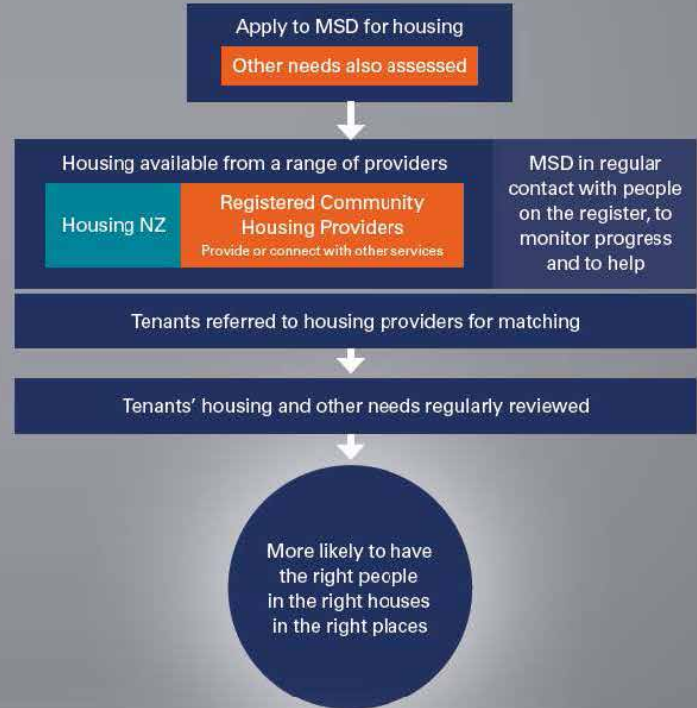 Apply to MSD for housing
Other needs also assessed
Housing available from a range of providers
Housing NZ
Registered Community
Housing Providers
Provide or connect with other services
MSD in regular
contact with people
on the register, to
monitor progress
and to help
Tenants referred to housing providers for matching
Tenants’ housing and other needs regularly reviewed
More likely to have
the right people
in the right houses
in the right places